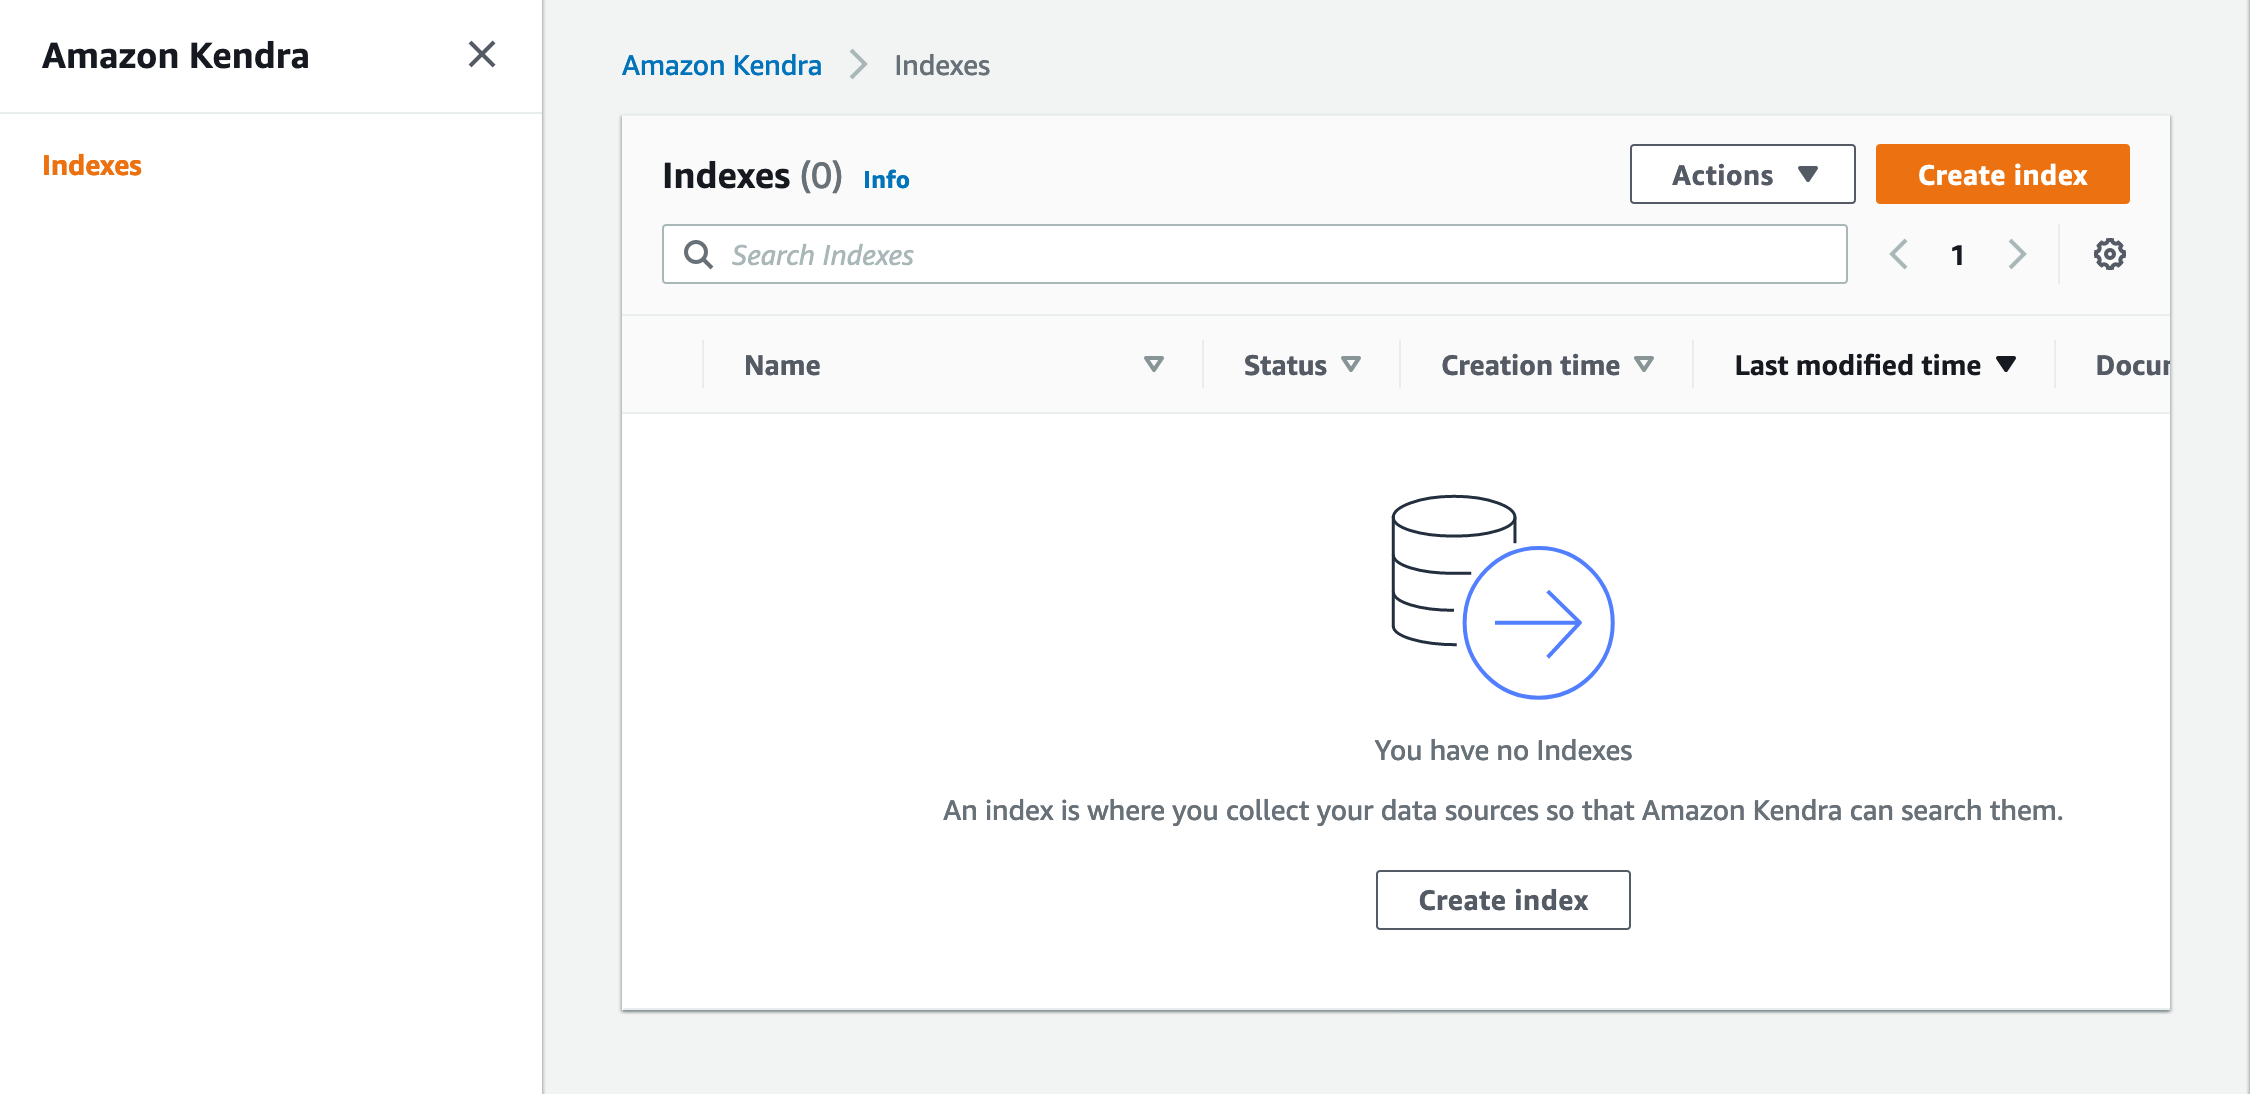 Amazon Kendra
Indexes
Amazon Kendra Indexes
Indexes (0) Info
Actions
Create index
Search Indexes
1
Name Status Creation time Last modified time Docum
You have no Indexes
An index is where you collect your data sources so that Amazon Kendra can search them.
Create index